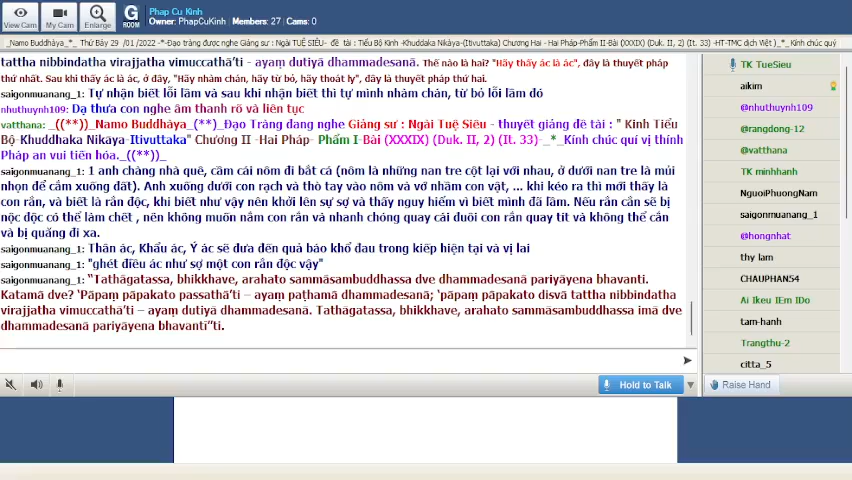 View Cam
My Cam
Enlarge
G
ROOM
Phap Cu Kinh
Owner: PhapCuKinh | Members: 27 | Cams: 0
_Namo Buddhāya_*_ Thứ Bảy 29 /01 /2022 -*-Đạo tràng được nghe Giảng sư : Ngài TUỆ SIÊU- đề tài : Tiểu Bộ Kinh -Khuddaka Nikāya-(Itivuttaka) Chương II - Hai Pháp-Phẩm II-Bài (XXXIX) (Duk. II, 2) (It. 33) -HT-TMC dịch Việt )_*_ Kính chúc quý
tattha nibbindatha virajjatha vimuccathā'ti – ayaṃ dutiyā dhammadesanā. Thế nào là hai? "Hãy thấy ác là ác", đây là thuyết pháp
thứ nhất. Sau khi thấy ác là ác, ở đây, "Hãy nhàm chán, hãy từ bỏ, hãy thoát ly", đây là thuyết pháp thứ hai.
saigonmuanang_1: Tự nhận biết lỗi lầm và sau khi nhận biết thì tự mình nhàm chán, từ bỏ lỗi lầm đó
nhuthuynh109: Dạ thưa con nghe âm thanh rõ và liên tục
vatthana: _((**))_Namo Buddhàya_(**)_Đạo Tràng đang nghe Giảng sư : Ngài Tuệ Siêu - thuyết giảng đề tài : " Kinh Tiểu
Bộ-Khuddhaka Nikāya-Itivuttaka" Chương II -Hai Pháp- Phẩm I-Bài (XXXIX) (Duk. II, 2) (It. 33)-_*_Kính chúc quí vị thính
Pháp an vui tiến hóa._((**))_
saigonmuanang_1: 1 anh chàng nhà quê, cầm cái nôm đi bắt cá (nôm là những nan tre cột lại với nhau, ở dưới nan tre là mũi
nhọn để cắm xuống đất). Anh xuống dưới con rạch và thò tay vào nôm và vớ nhằm con vật, ... khi kéo ra thì mới thấy là
con rắn, và biết là rắn độc, khi biết như vậy nên khởi lên sự sợ và thấy nguy hiểm vì biết mình đã lầm. Nếu rắn cắn sẽ bị
nộc độc có thể làm chết , nên không muốn nắm con rắn và nhanh chóng quay cái đuôi con rắn quay tít và không thể cắn
và bị quăng đi xa.
saigonmuanang_1: Thân ác, Khẩu ác, Ý ác sẽ đưa đến quả báo khổ đau trong kiếp hiện tại và vị lai
saigonmuanang_1: "ghét điều ác như sợ một con rắn độc vậy"
saigonmuanang_1: "Tathāgatassa, bhikkhave, arahato sammāsambuddhassa dve dhammadesanā pariyāyena bhavanti.
Katamā dve? 'Pāpaṃ pāpakato passathā'ti – ayaṃ paṭhamā dhammadesanā; 'pāpaṃ pāpakato disvā tattha nibbindatha
virajjatha vimuccathā'ti – ayaṃ dutiyā dhammadesanā. Tathāgatassa, bhikkhave, arahato sammāsambuddhassa imā dve
dhammadesanā pariyāyena bhavantī"ti.
Hold to Talk
TK TueSieu
aikim
@nhuthuynh109
@rangdong-12
@vatthana
TK minhhanh
NguoiPhuongNam
saigonmuanang_1
@hongnhat
thy lam
CHAUPHAN54
Ai Ikeu IEm IDo
tam-hanh
Trangthu-2
citta_5
Raise Hand